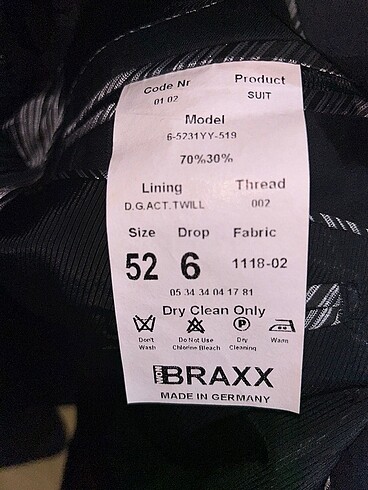 Code Nr Product
01 02 SUIT
Model
6-5231YY-519
70%30%
Lining Thread
D.G.ACT.TWILL 002
Size Drop Fabric
52 6 1118-02
05 34 34 04 17 81
Dry Clean Only
Don't Wash Do Not Use Chlorine Bleach P Dry Cleaning Warm
BRAXX
MADE IN GERMANY